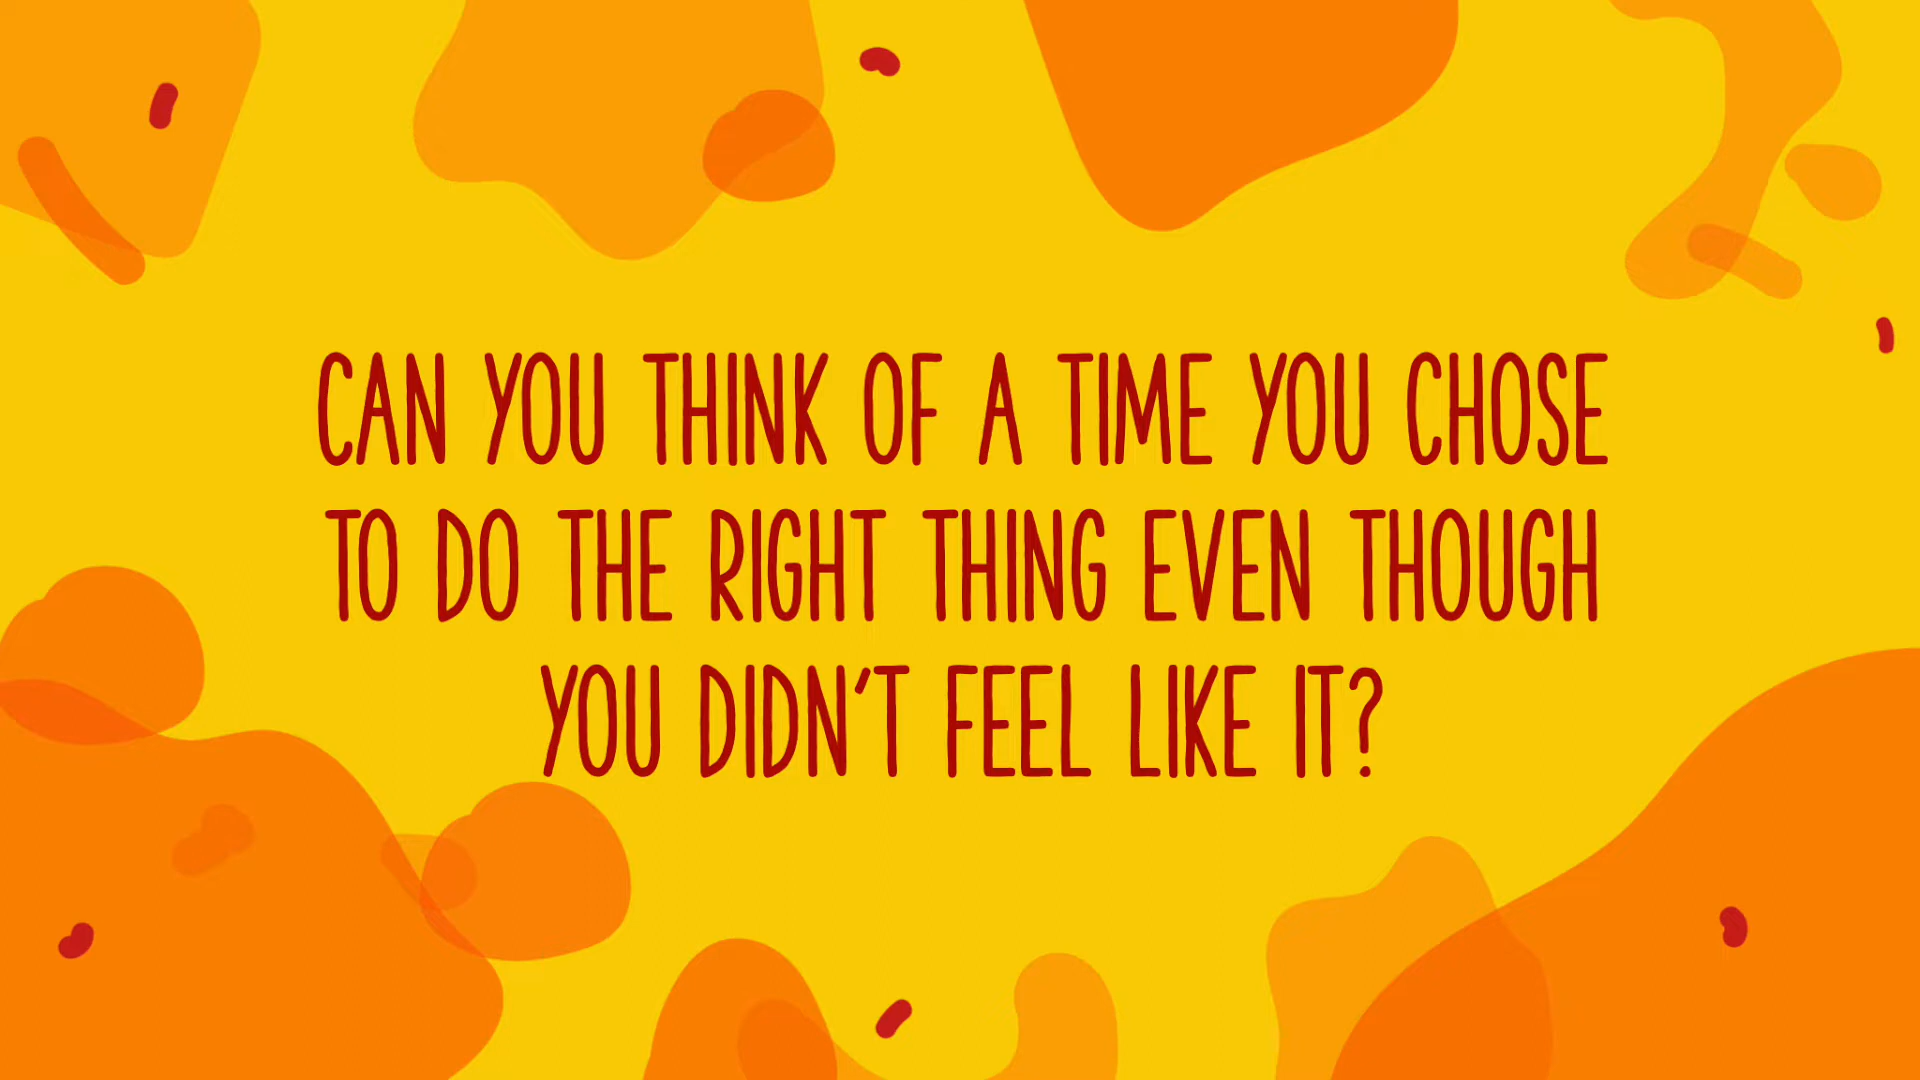 CAN YOU THINK OF A TIME YOU CHOSE
TO DO THE RIGHT THING EVEN THOUGH
YOU DIDN'T FEEL LIKE IT?